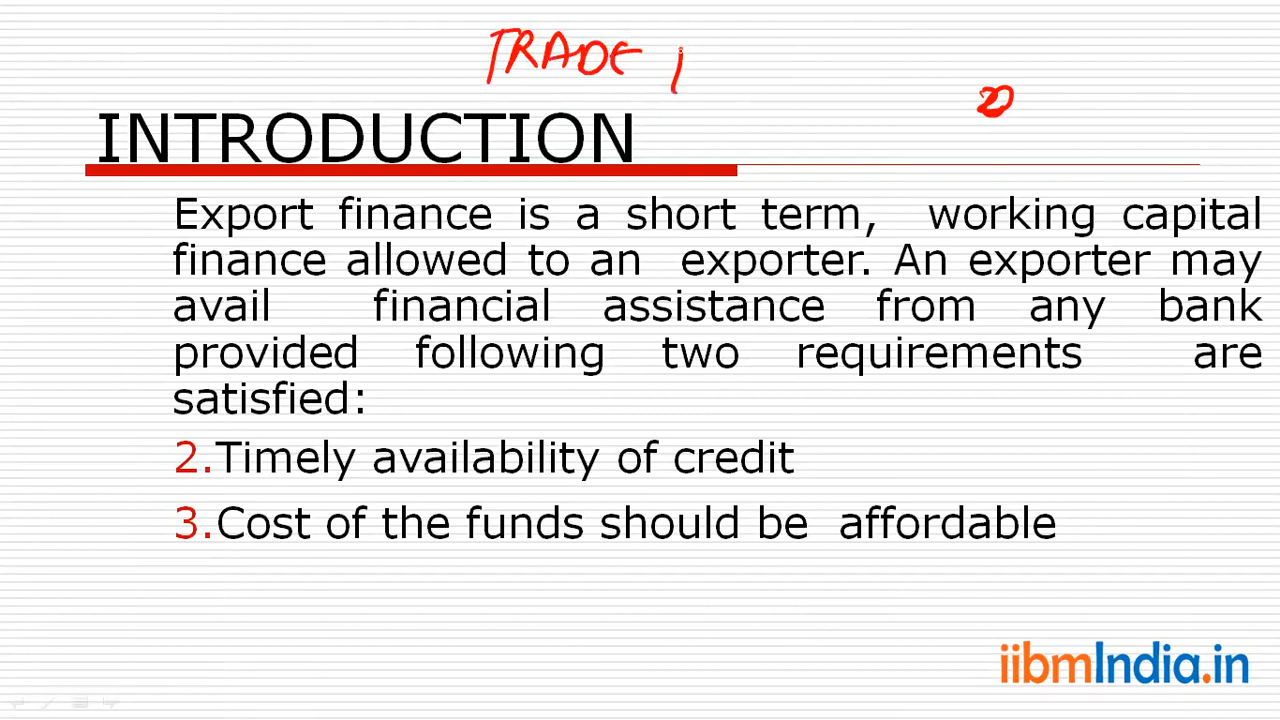 TRADE
INTRODUCTION
Export finance is a short term, working capital
finance allowed to an exporter. An exporter may
avail financial assistance from any bank
provided following two requirements are
satisfied:
2.Timely availability of credit
3.Cost of the funds should be affordable
iibmIndia.in